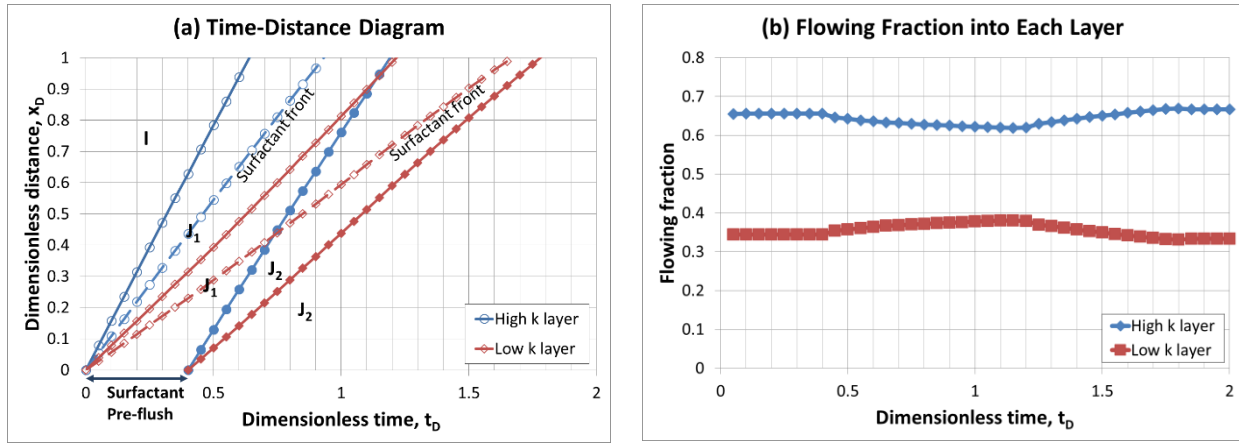 (a) Time-Distance Diagram
Dimensionless distance, xD
1
0.9
0.8
0.7
0.6
0.5
0.4
0.3
0.2
0.1
0
I
J1
J1
J2
J2
Surfactant front
Surfactant front
High k layer
Low k layer
0
0.5
1
1.5
2
Surfactant
Pre-flush
Dimensionless time, tD
(b) Flowing Fraction into Each Layer
Flowing fraction
0.8
0.7
0.6
0.5
0.4
0.3
0.2
0.1
0
High k layer
Low k layer
0
0.5
1
1.5
2
Dimensionless time, tD